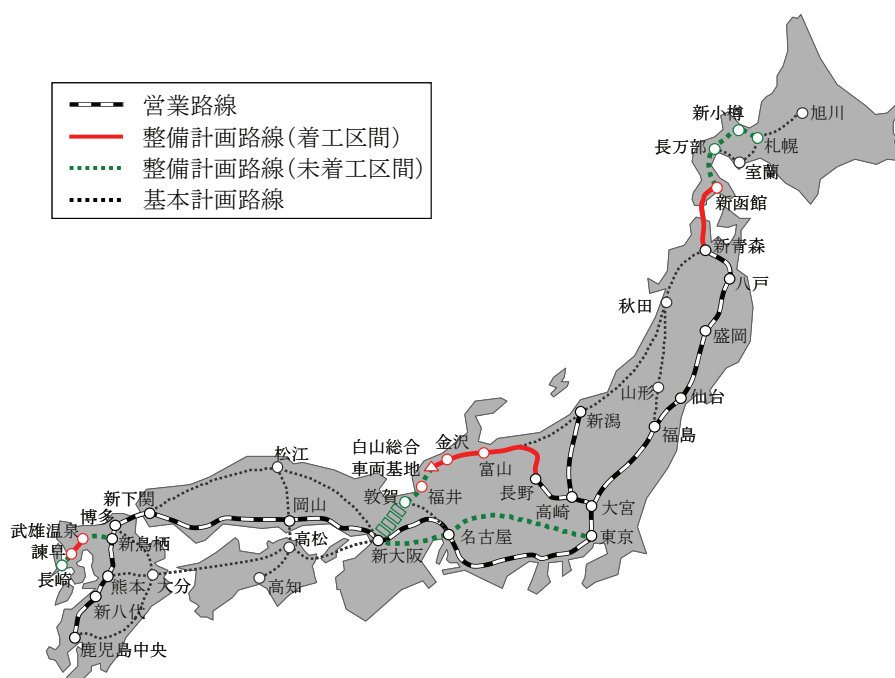 営業路線
整備計画路線(着工区間)
整備計画路線(未着工区間)
基本計画路線
旭川
新小樽
札幌
長万部
室蘭
新函館
新青森
八戸
秋田
盛岡
山形
仙台
新潟
福島
金沢
白山総合
車両基地
富山
福井
長野
高崎
大宮
東京
敦賀
松江
岡山
新下関
博多
武雄温泉
新鳥栖
諫早
長崎
名古屋
新大阪
高松
高知
大分
熊本
新八代
鹿児島中央